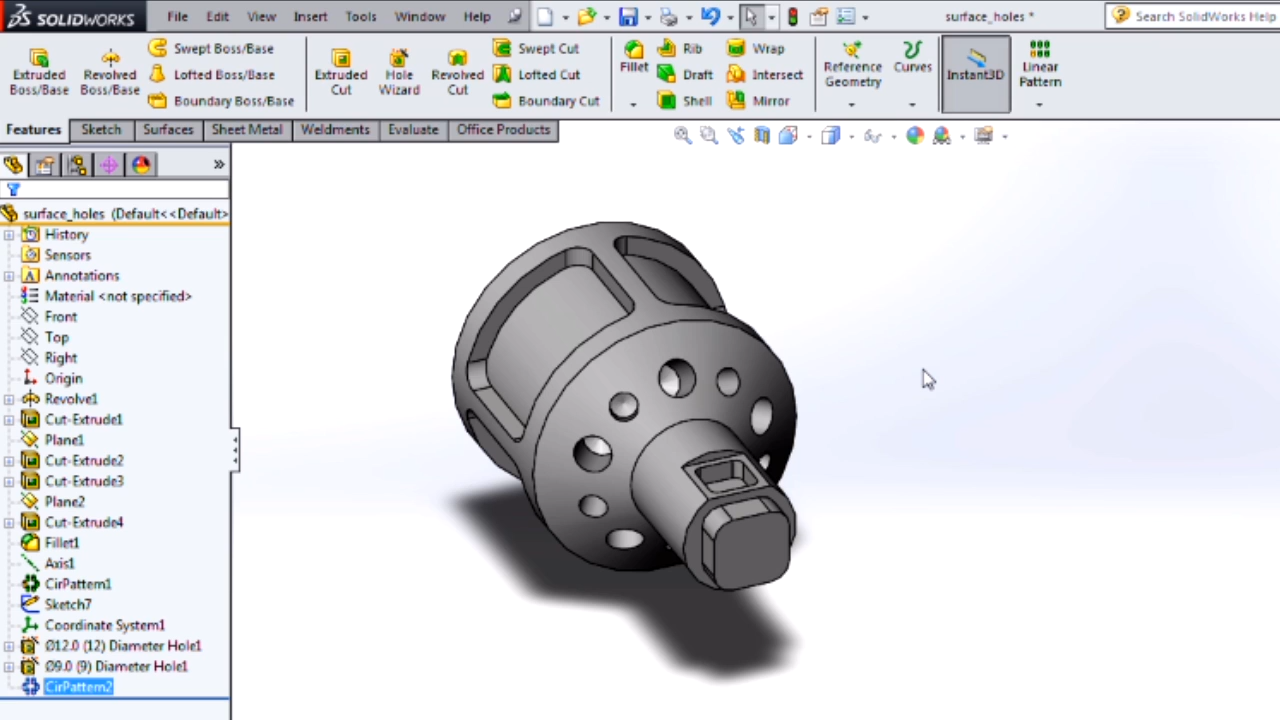 SOLIDWORKS File Edit View Insert Tools Window Help surface_holes * Search SolidWorks Help
Extruded Boss/Base Revolved Boss/Base Swept Boss/Base Lofted Boss/Base Boundary Boss/Base Extruded Cut Hole Wizard Revolved Cut Swept Cut Lofted Cut Boundary Cut Fillet Rib Draft Shell Wrap Intersect Mirror Reference Geometry Curves Instant3D Linear Pattern
Features Sketch Surfaces Sheet Metal Weldments Evaluate Office Products
»
surface_holes (Default<<Default>
History
Sensors
Annotations
Material <not specified>
Front
Top
Right
Origin
Revolve1
Cut-Extrude1
Plane1
Cut-Extrude2
Cut-Extrude3
Plane2
Cut-Extrude4
Fillet1
Axis1
CirPattern1
Sketch7
Coordinate System1
Ø12.0 (12) Diameter Hole1
Ø9.0 (9) Diameter Hole1
CirPattern2